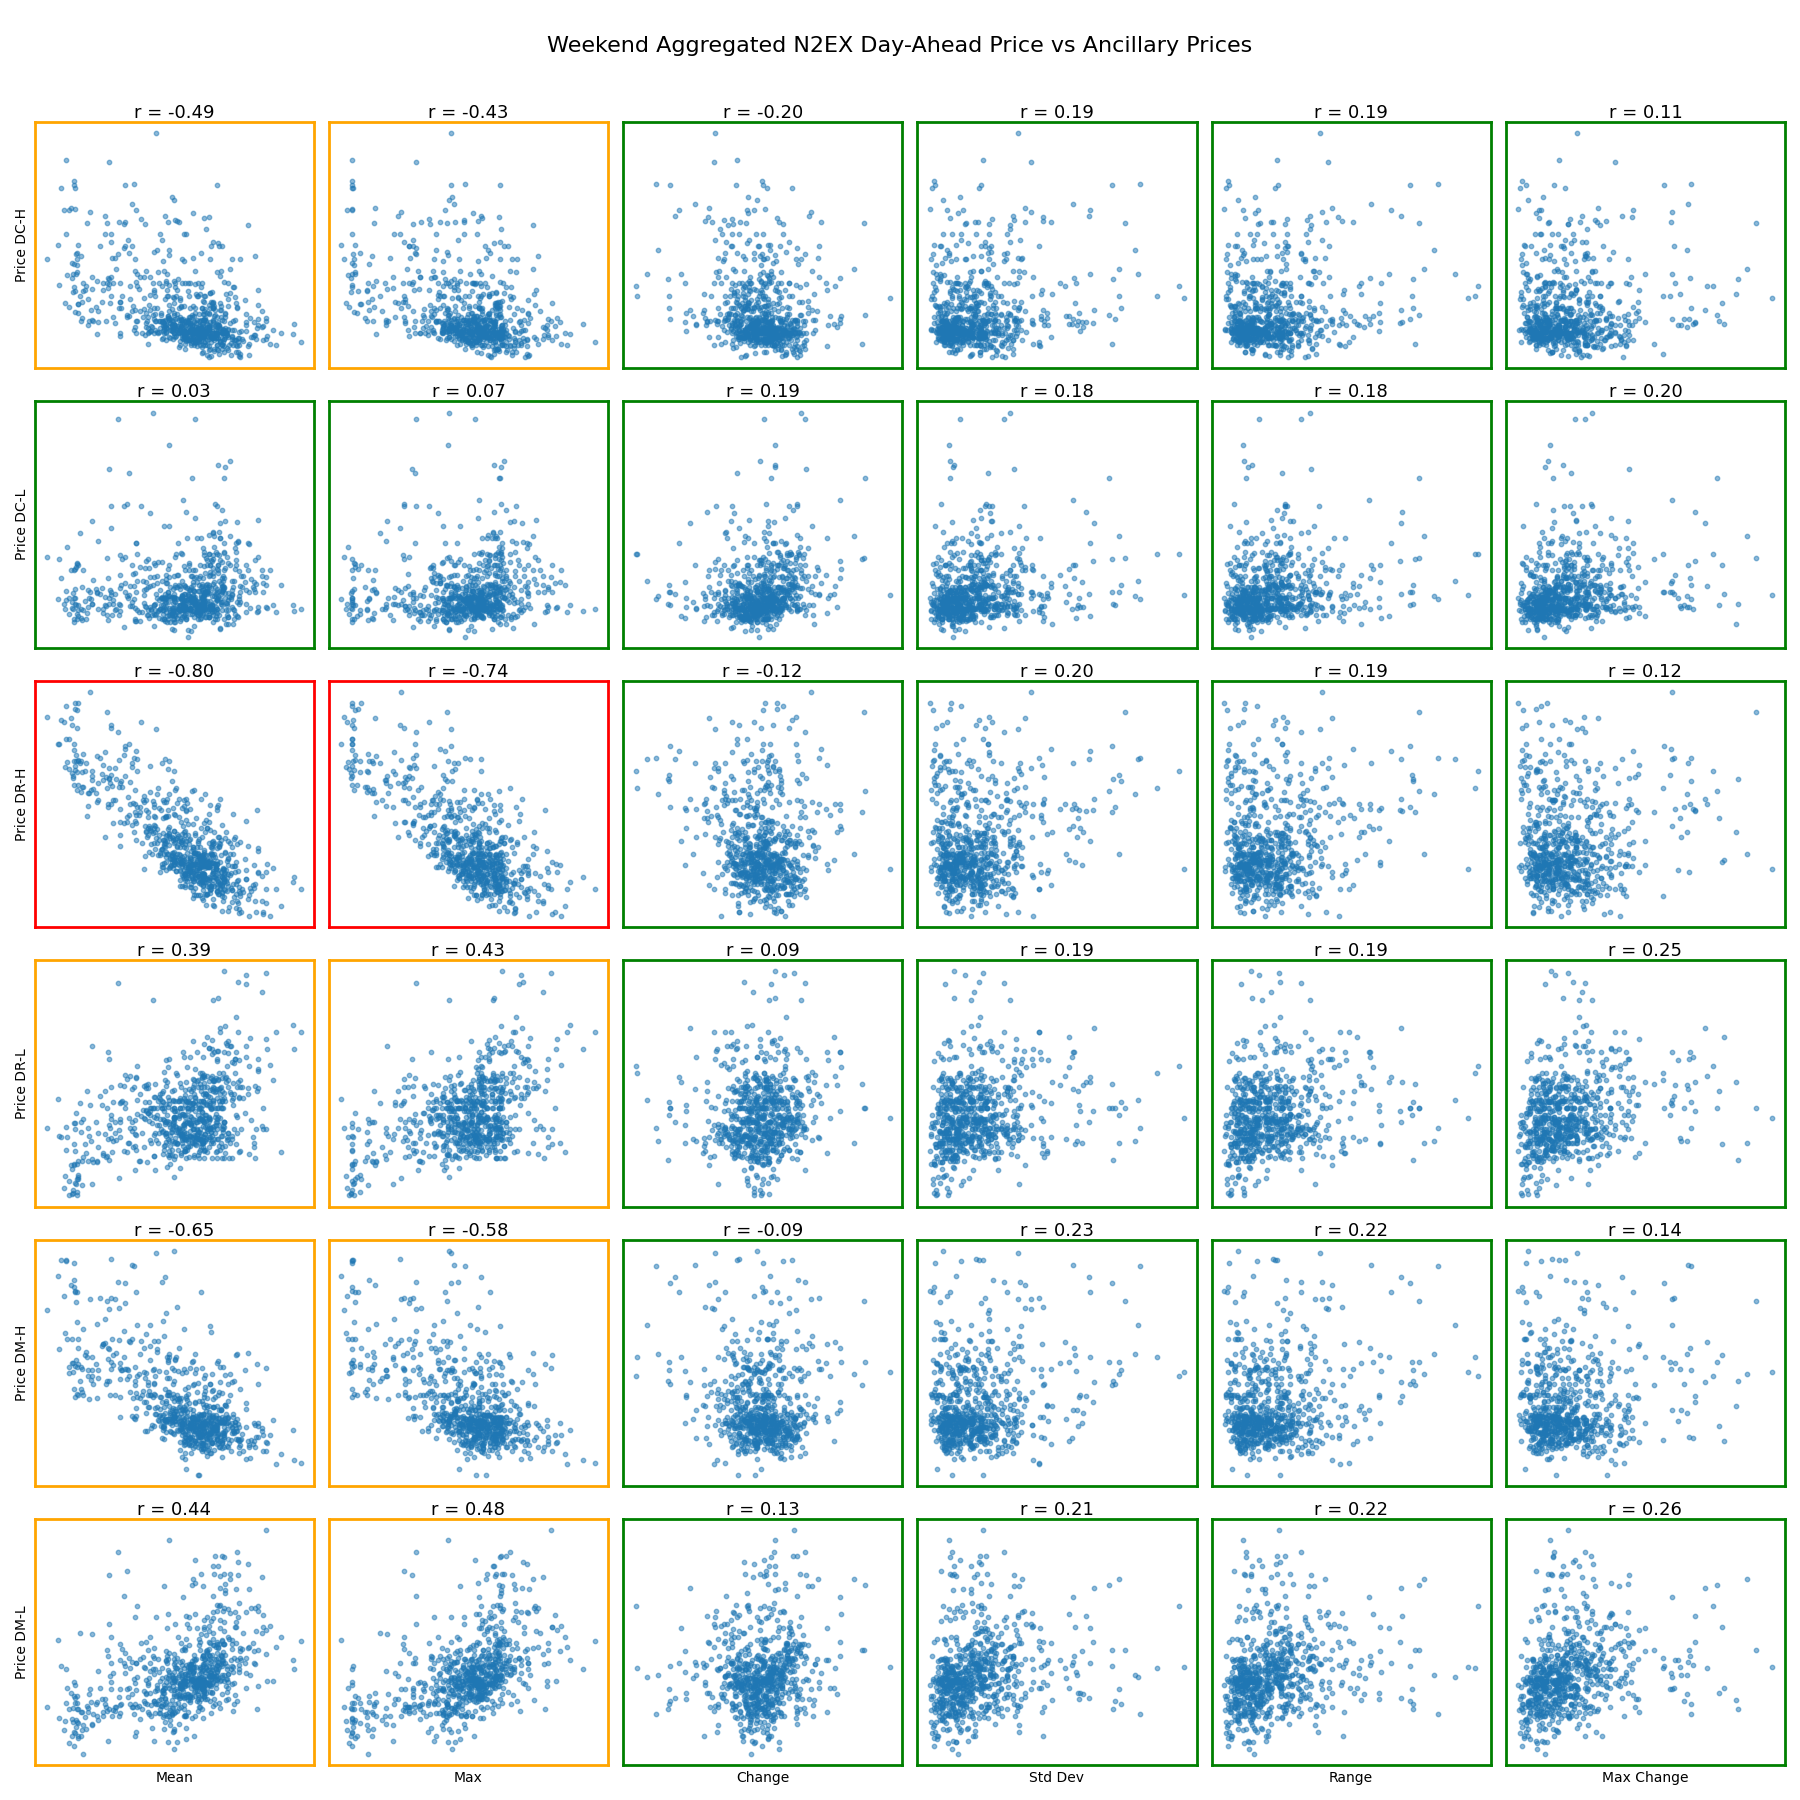 Weekend Aggregated N2EX Day-Ahead Price vs Ancillary Prices
r = -0.49
r = -0.43
r = -0.20
r = 0.19
r = 0.19
r = 0.11
Price DC-H
r = 0.03
r = 0.07
r = 0.19
r = 0.18
r = 0.18
r = 0.20
Price DC-L
r = -0.80
r = -0.74
r = -0.12
r = 0.20
r = 0.19
r = 0.12
Price DR-H
r = 0.39
r = 0.43
r = 0.09
r = 0.19
r = 0.19
r = 0.25
Price DR-L
r = -0.65
r = -0.58
r = -0.09
r = 0.23
r = 0.22
r = 0.14
Price DM-H
r = 0.44
r = 0.48
r = 0.13
r = 0.21
r = 0.22
r = 0.26
Price DM-L
Mean
Max
Change
Std Dev
Range
Max Change